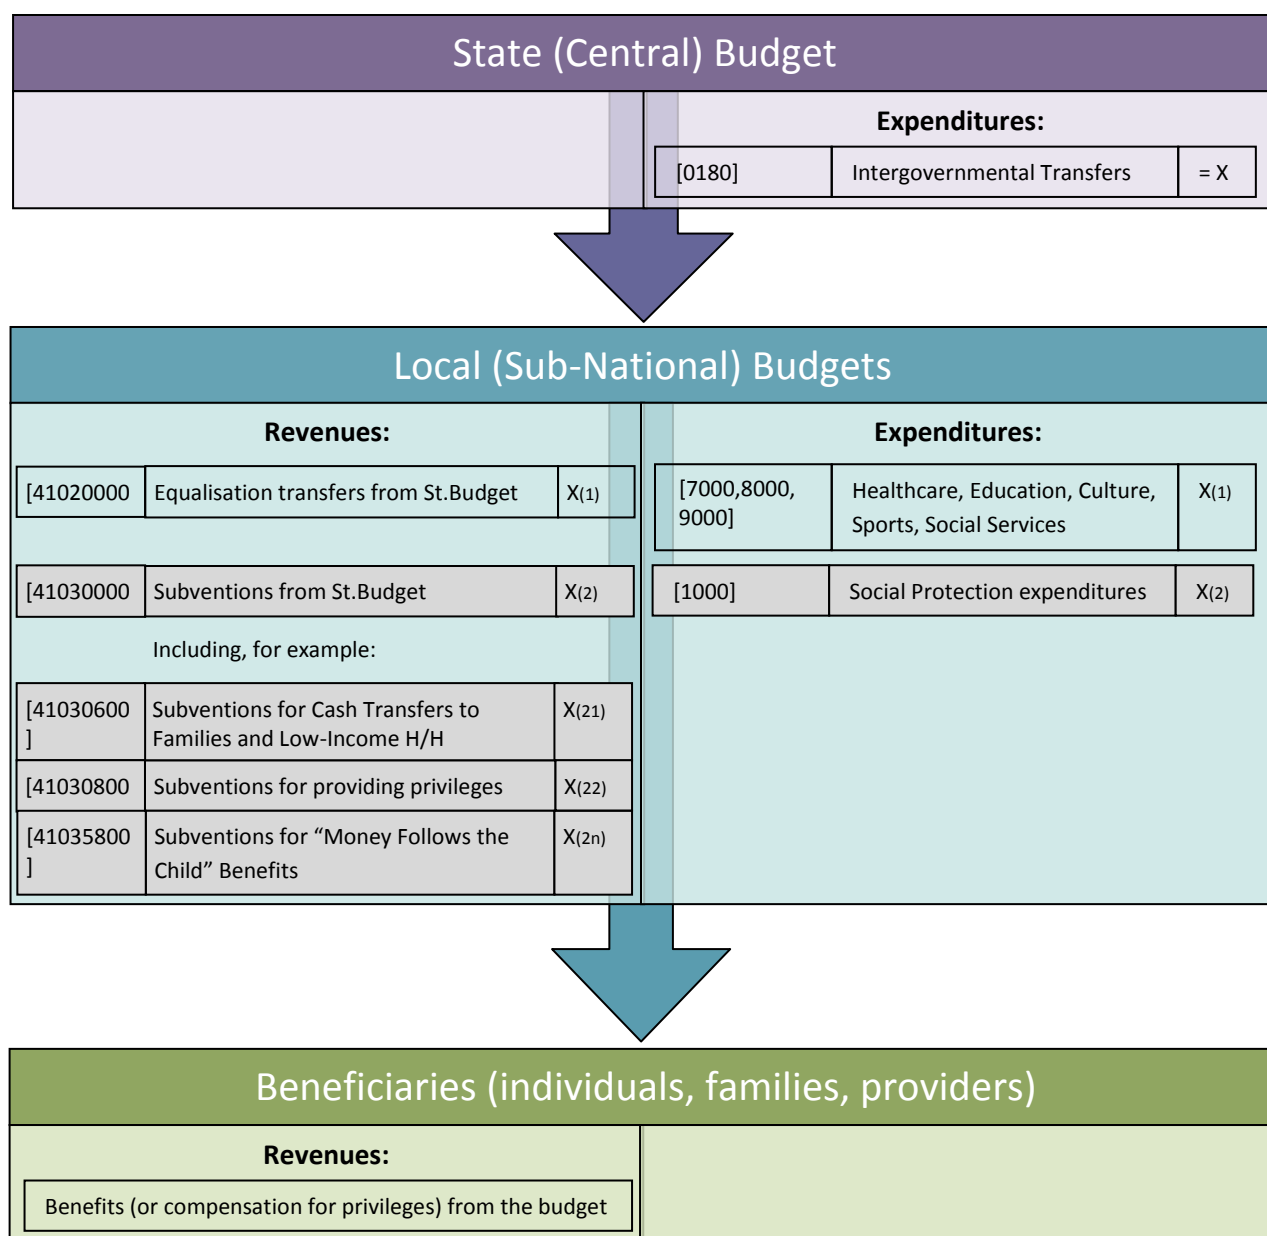 State (Central) Budget
Expenditures:
[0180] Intergovernmental Transfers = X
Local (Sub-National) Budgets
Revenues:
[41020000 Equalisation transfers from St.Budget X(1)
[41030000 Subventions from St.Budget X(2)
Including, for example:
[41030600 Subventions for Cash Transfers to X(21)
] Families and Low-Income H/H
[41030800 Subventions for providing privileges X(22)
[41035800 Subventions for “Money Follows the X(2n)
] Child” Benefits
Expenditures:
[7000,8000, Healthcare, Education, Culture, X(1)
9000] Sports, Social Services
[1000] Social Protection expenditures X(2)
Beneficiaries (individuals, families, providers)
Revenues:
Benefits (or compensation for privileges) from the budget